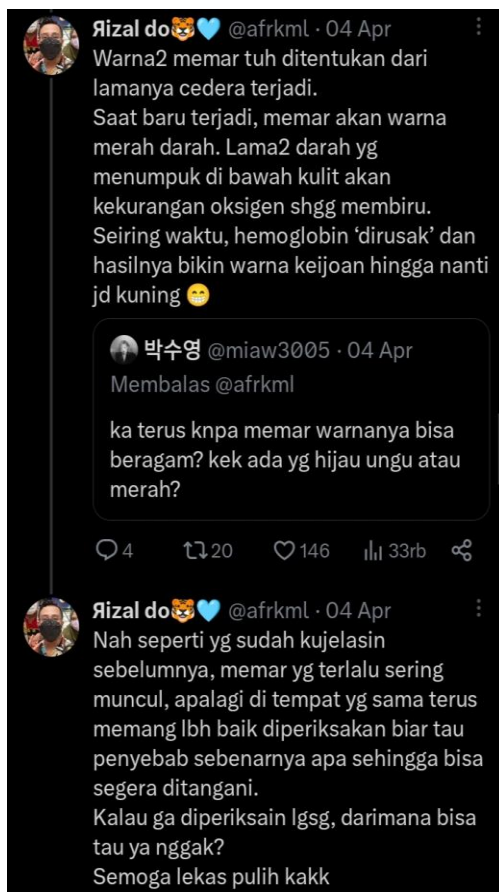 Яizal do🐯🩵 @afrkml · 04 Apr
Warna2 memar tuh ditentukan dari
lamanya cedera terjadi.
Saat baru terjadi, memar akan warna
merah darah. Lama2 darah yg
menumpuk di bawah kulit akan
kekurangan oksigen shgg membiru.
Seiring waktu, hemoglobin ‘dirusak’ dan
hasilnya bikin warna keijoan hingga nanti
jd kuning 😁
박수영 @miaw3005 · 04 Apr
Membalas @afrkml
ka terus knpa memar warnanya bisa
beragam? kek ada yg hijau ungu atau
merah?
4 20 146 33rb
Яizal do🐯🩵 @afrkml · 04 Apr
Nah seperti yg sudah kujelasin
sebelumnya, memar yg terlalu sering
muncul, apalagi di tempat yg sama terus
memang lbh baik diperiksakan biar tau
penyebab sebenarnya apa sehingga bisa
segera ditangani.
Kalau ga diperiksain lgsg, darimana bisa
tau ya nggak?
Semoga lekas pulih kakk